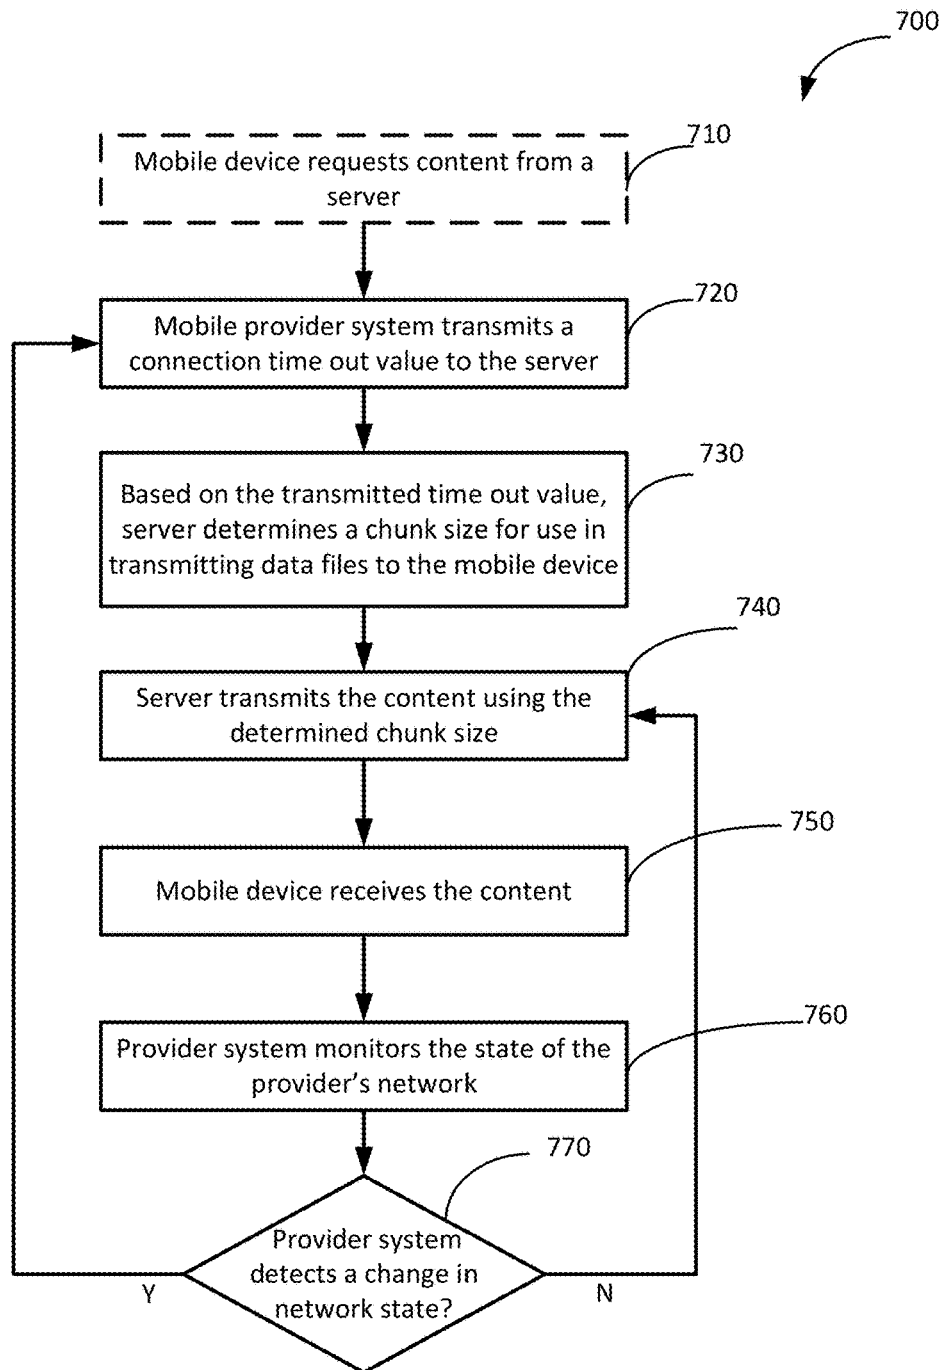 700
710
Mobile device requests content from a
server
720
Mobile provider system transmits a
connection time out value to the server
730
Based on the transmitted time out value,
server determines a chunk size for use in
transmitting data files to the mobile device
740
Server transmits the content using the
determined chunk size
750
Mobile device receives the content
760
Provider system monitors the state of the
provider's network
770
Provider system
detects a change in
network state?
Y
N